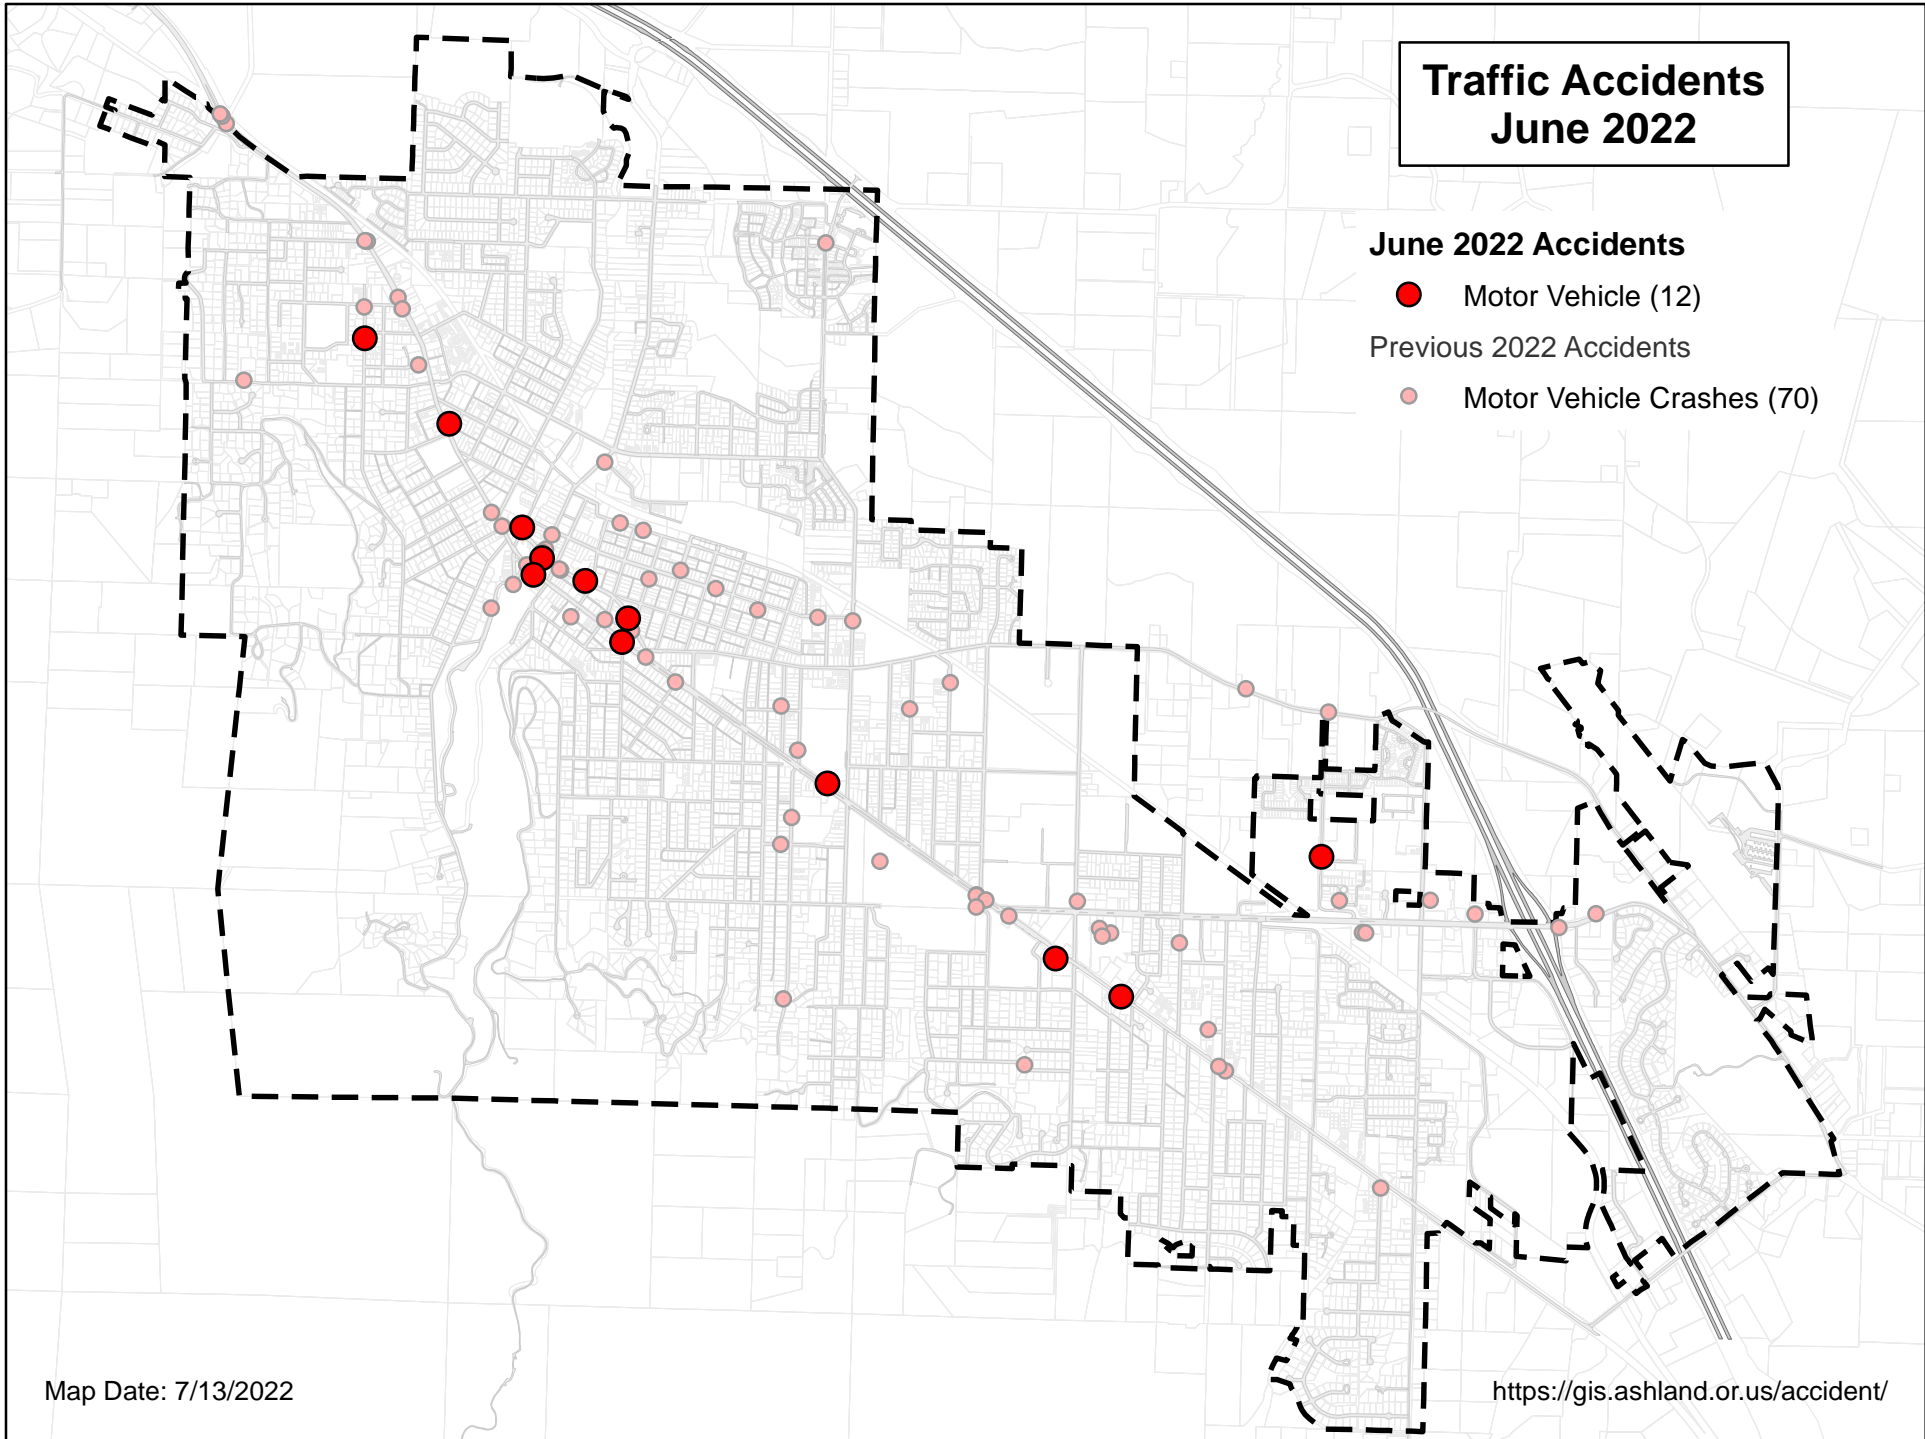 Traffic Accidents
June 2022
June 2022 Accidents
Motor Vehicle (12)
Previous 2022 Accidents
Motor Vehicle Crashes (70)
Map Date: 7/13/2022
https://gis.ashland.or.us/accident/